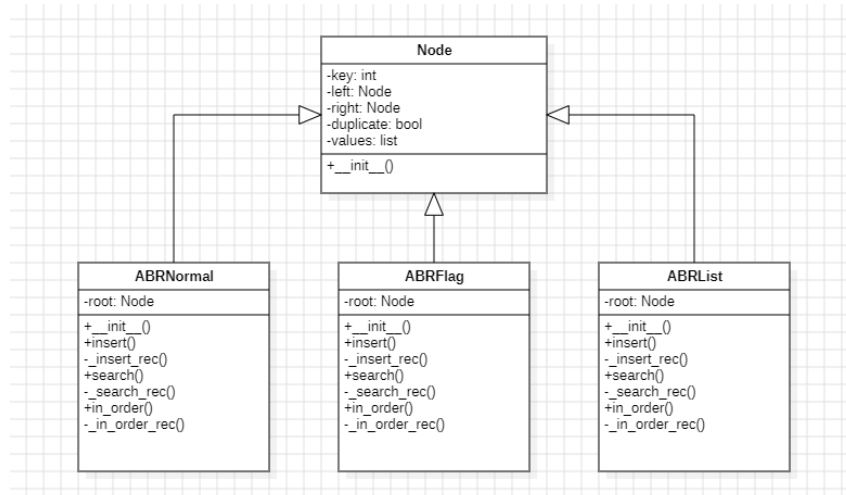 Node
-key: int
-left: Node
-right: Node
-duplicate: bool
-values: list
+__init__()
ABRNormal
-root: Node
+__init__()
+insert()
-_insert_rec()
+search()
-_search_rec()
+in_order()
-_in_order_rec()
ABRFlag
-root: Node
+__init__()
+insert()
-_insert_rec()
+search()
-_search_rec()
+in_order()
-_in_order_rec()
ABRList
-root: Node
+__init__()
+insert()
-_insert_rec()
+search()
-_search_rec()
+in_order()
-_in_order_rec()